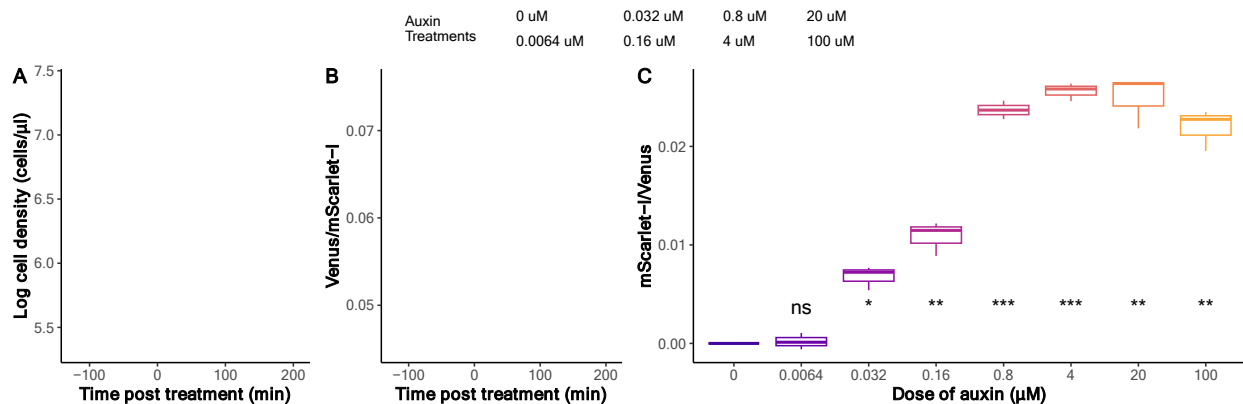 Auxin
Treatments
0 uM 0.032 uM 0.8 uM 20 uM
0.0064 uM 0.16 uM 4 uM 100 uM
A
7.5
7.0
6.5
6.0
5.5
Log cell density (cells/µl)
−100 0 100 200
Time post treatment (min)
B
0.07
0.06
0.05
Venus/mScarlet−I
−100 0 100 200
Time post treatment (min)
C
0.02
0.01
0.00
mScarlet−I/Venus
ns * ** *** *** ** **
0 0.0064 0.032 0.16 0.8 4 20 100
Dose of auxin (µM)